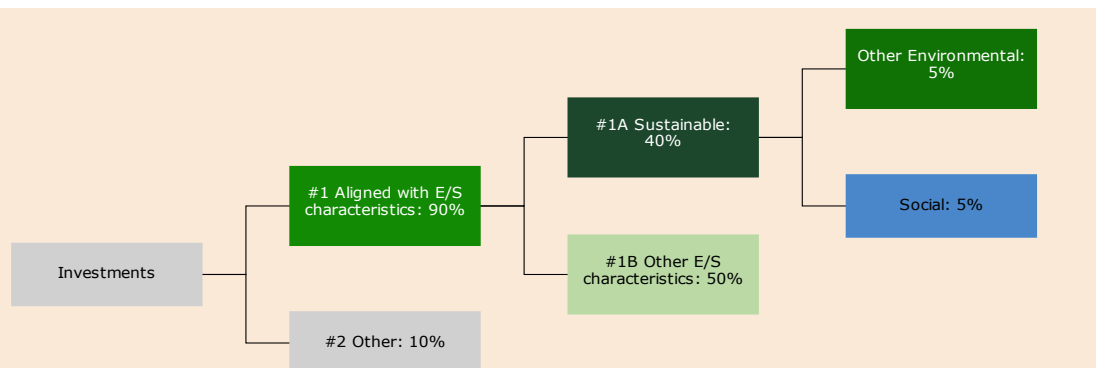 Other Environmental:
5%
#1A Sustainable:
40%
#1 Aligned with E/S
characteristics: 90%
Social: 5%
#1B Other E/S
characteristics: 50%
Investments
#2 Other: 10%